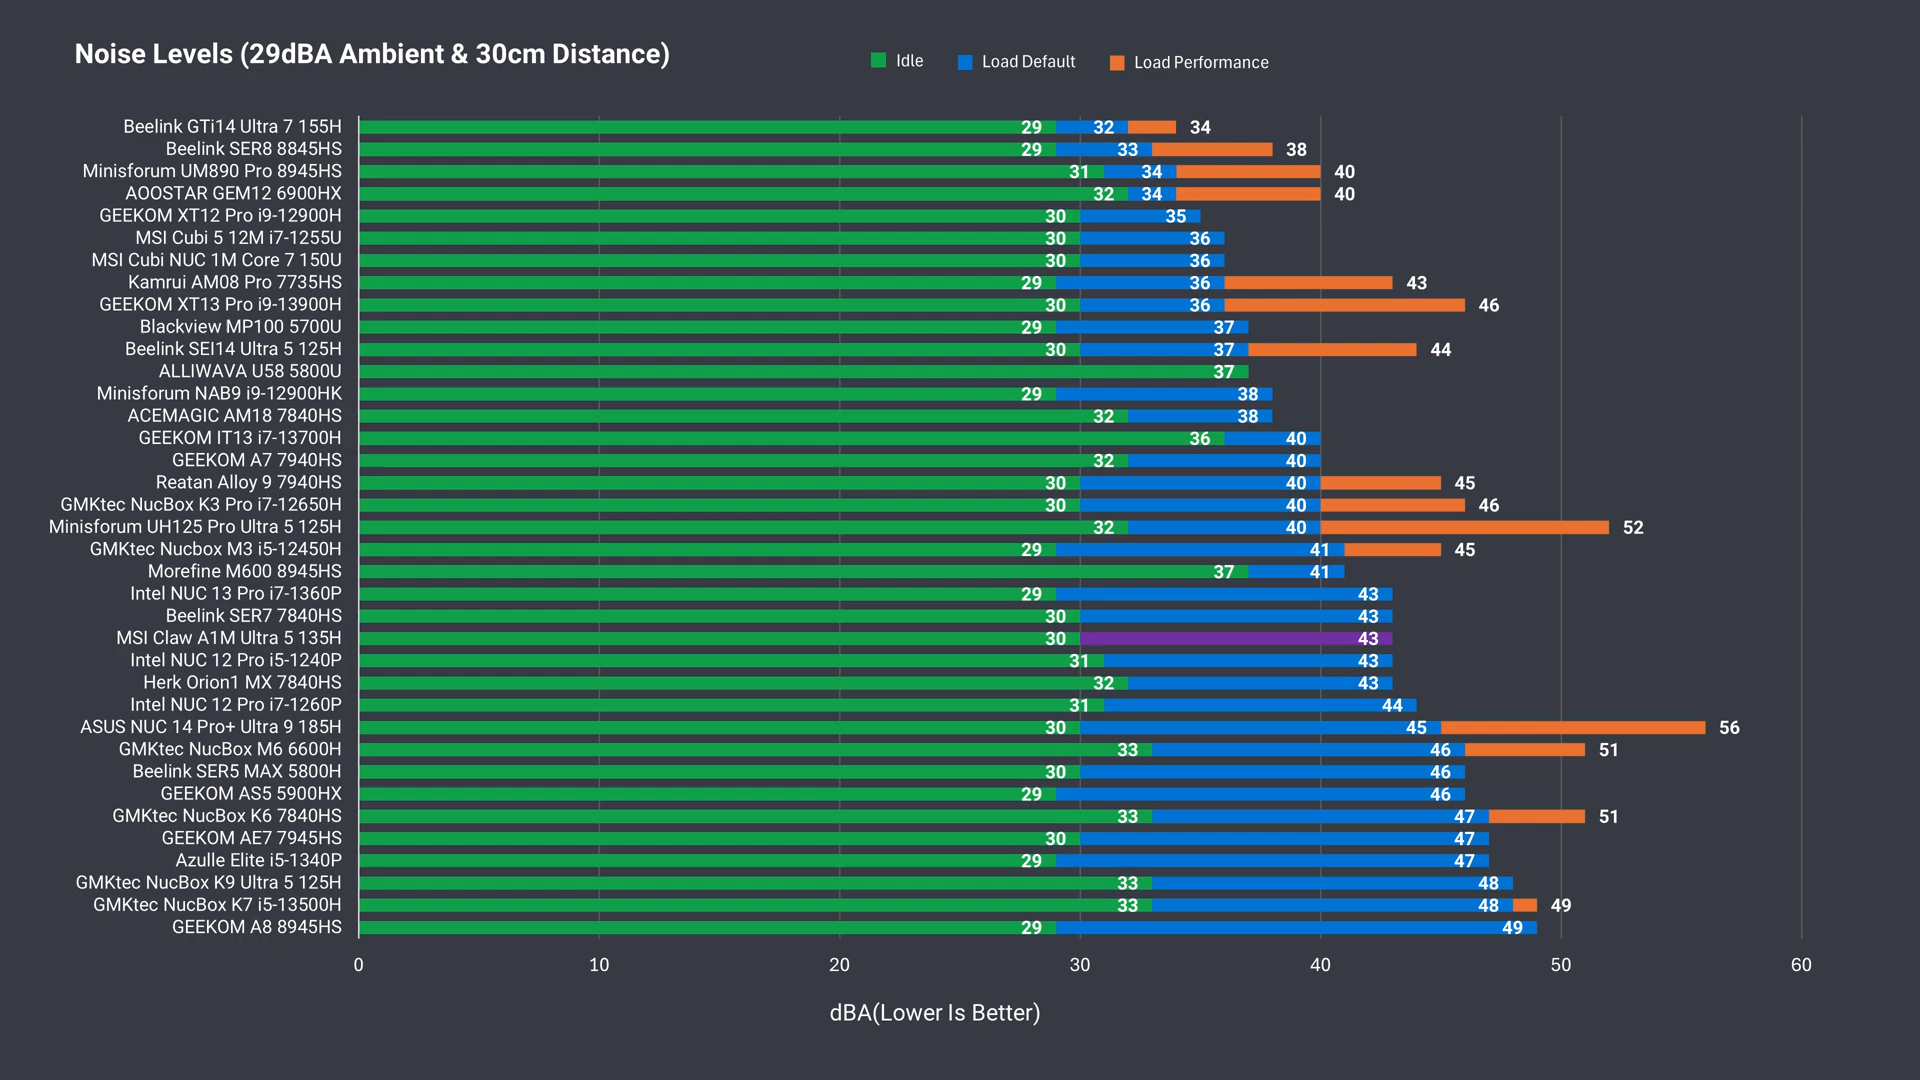 Noise Levels (29dBA Ambient & 30cm Distance)
Idle Load Default Load Performance
Beelink GTi14 Ultra 7 155H 29 32 34
Beelink SER8 8845HS 29 33 38
Minisforum UM890 Pro 8945HS 31 34 40
AOOSTAR GEM12 6900HX 32 34 40
GEEKOM XT12 Pro i9-12900H 30 35
MSI Cubi 5 12M i7-1255U 30 36
MSI Cubi NUC 1M Core 7 150U 30 36
Kamrui AM08 Pro 7735HS 29 36 43
GEEKOM XT13 Pro i9-13900H 30 36 46
Blackview MP100 5700U 29 37
Beelink SEI14 Ultra 5 125H 30 37 44
ALLIWAVA U58 5800U 37
Minisforum NAB9 i9-12900HK 29 38
ACEMAGIC AM18 7840HS 32 38
GEEKOM IT13 i7-13700H 36 40
GEEKOM A7 7940HS 32 40
Reatan Alloy 9 7940HS 30 40 45
GMKtec NucBox K3 Pro i7-12650H 30 40 46
Minisforum UH125 Pro Ultra 5 125H 32 40 52
GMKtec Nucbox M3 i5-12450H 29 41 45
Morefine M600 8945HS 37 41
Intel NUC 13 Pro i7-1360P 29 43
Beelink SER7 7840HS 30 43
MSI Claw A1M Ultra 5 135H 30 43
Intel NUC 12 Pro i5-1240P 31 43
Herk Orion1 MX 7840HS 32 43
Intel NUC 12 Pro i7-1260P 31 44
ASUS NUC 14 Pro+ Ultra 9 185H 30 45 56
GMKtec NucBox M6 6600H 33 46 51
Beelink SER5 MAX 5800H 30 46
GEEKOM AS5 5900HX 29 46
GMKtec NucBox K6 7840HS 33 47 51
GEEKOM AE7 7945HS 30 47
Azulle Elite i5-1340P 29 47
GMKtec NucBox K9 Ultra 5 125H 33 48
GMKtec NucBox K7 i5-13500H 33 48 49
GEEKOM A8 8945HS 29 49
0 10 20 30 40 50 60
dBA(Lower Is Better)